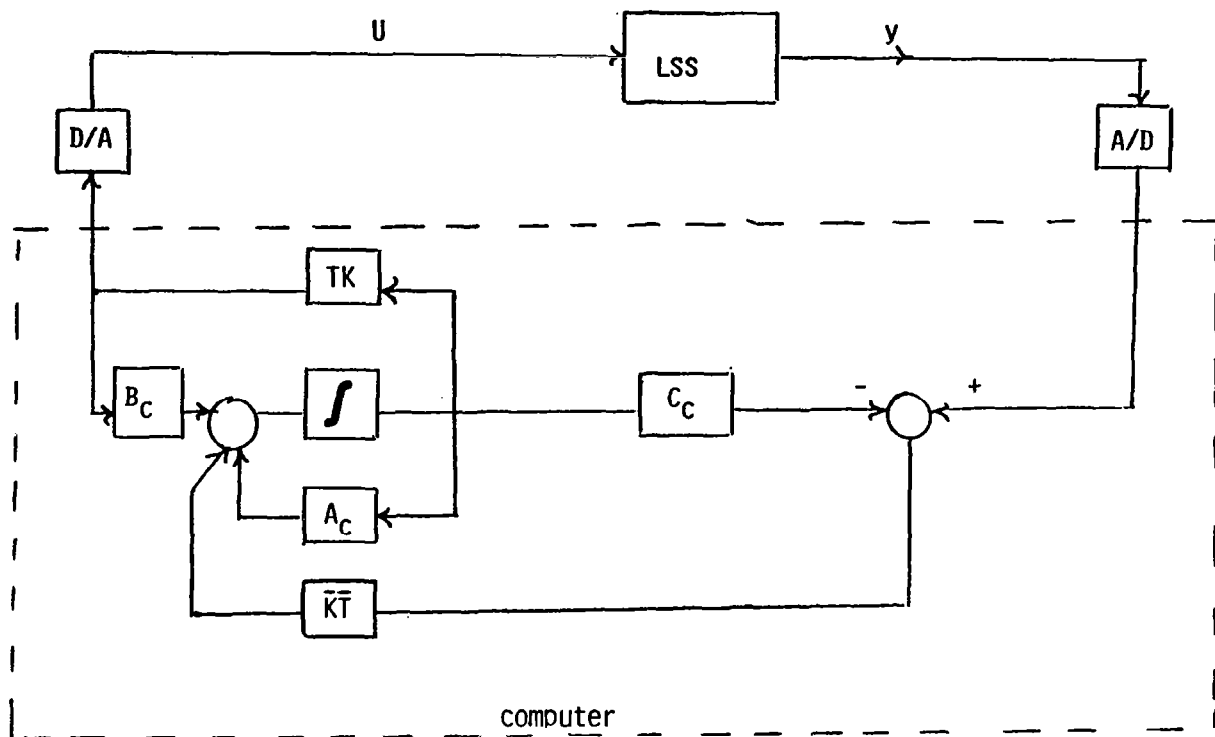 U
LSS
y
D/A
A/D
TK
B_C
∫
C_C
-
+
A_C
K̅T̅
computer